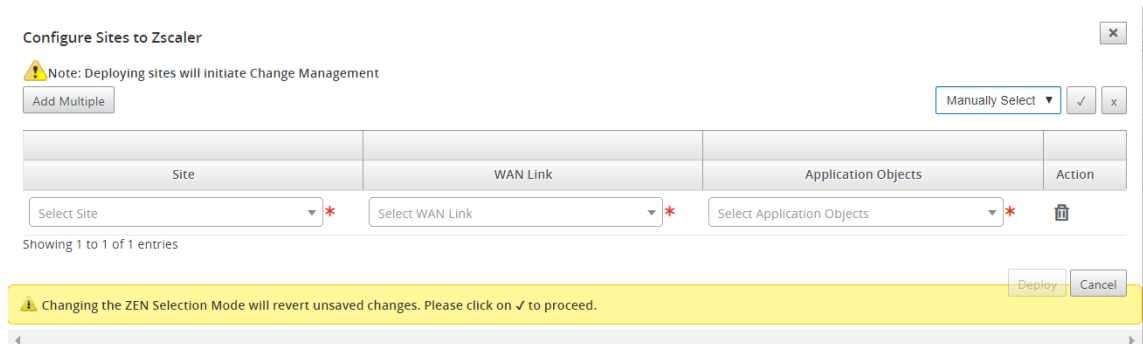 Configure Sites to Zscaler
x
Note: Deploying sites will initiate Change Management
Add Multiple
Manually Select ▼ ✓ x
Site WAN Link Application Objects Action
Select Site * Select WAN Link * Select Application Objects *
Showing 1 to 1 of 1 entries
Deploy Cancel
Changing the ZEN Selection Mode will revert unsaved changes. Please click on ✓ to proceed.